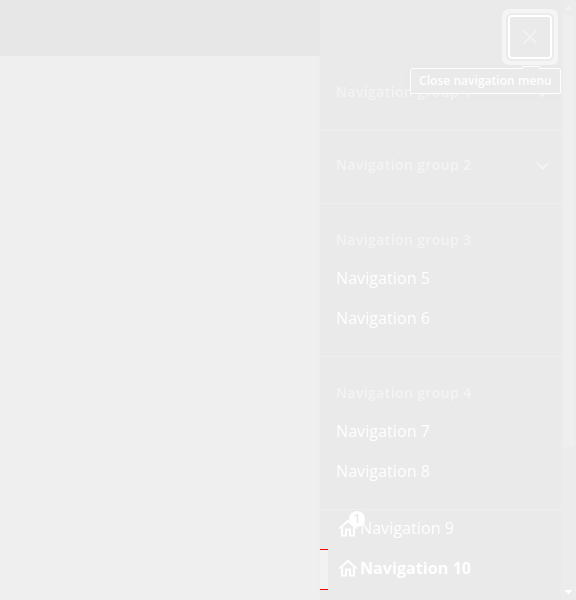 Close navigation menu
Navigation group 1
Navigation group 2
Navigation group 3
Navigation 5
Navigation 6
Navigation group 4
Navigation 7
Navigation 8
1
Navigation 9
Navigation 10